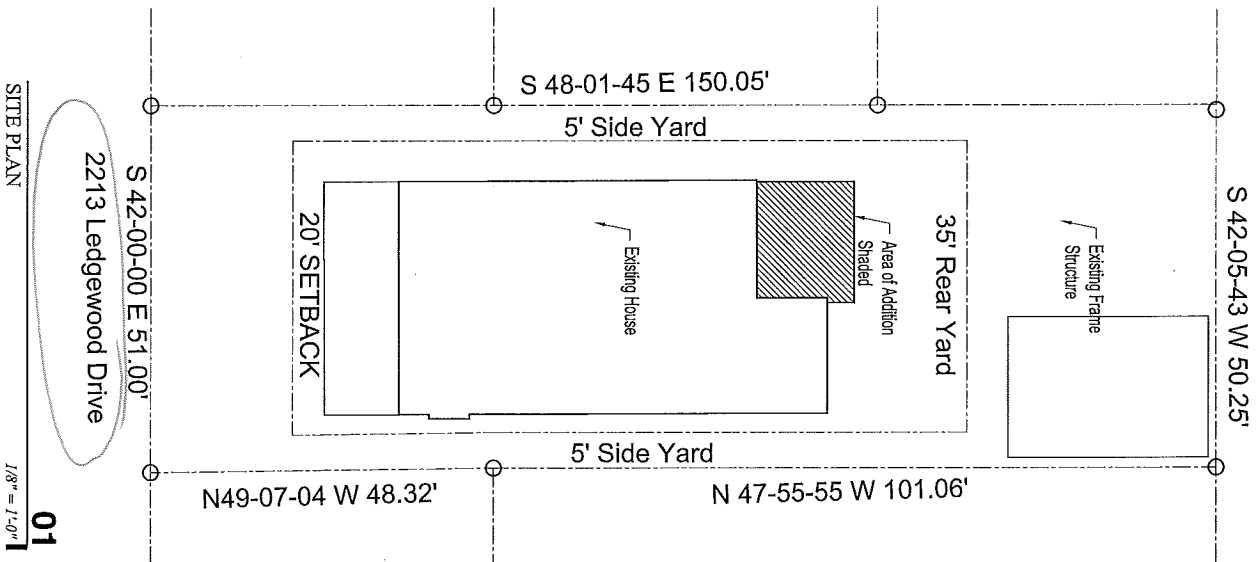 S 48-01-45 E 150.05'
5' Side Yard
S 42-05-43 W 50.25'
Existing Frame
Structure
35' Rear Yard
Area of Addition
Shaded
Existing House
20' SETBACK
5' Side Yard
N49-07-04 W 48.32'
N 47-55-55 W 101.06'
S 42-00-00 E 51.00'
2213 Ledgewood Drive
SITE PLAN
1/8" = 1'-0"
01